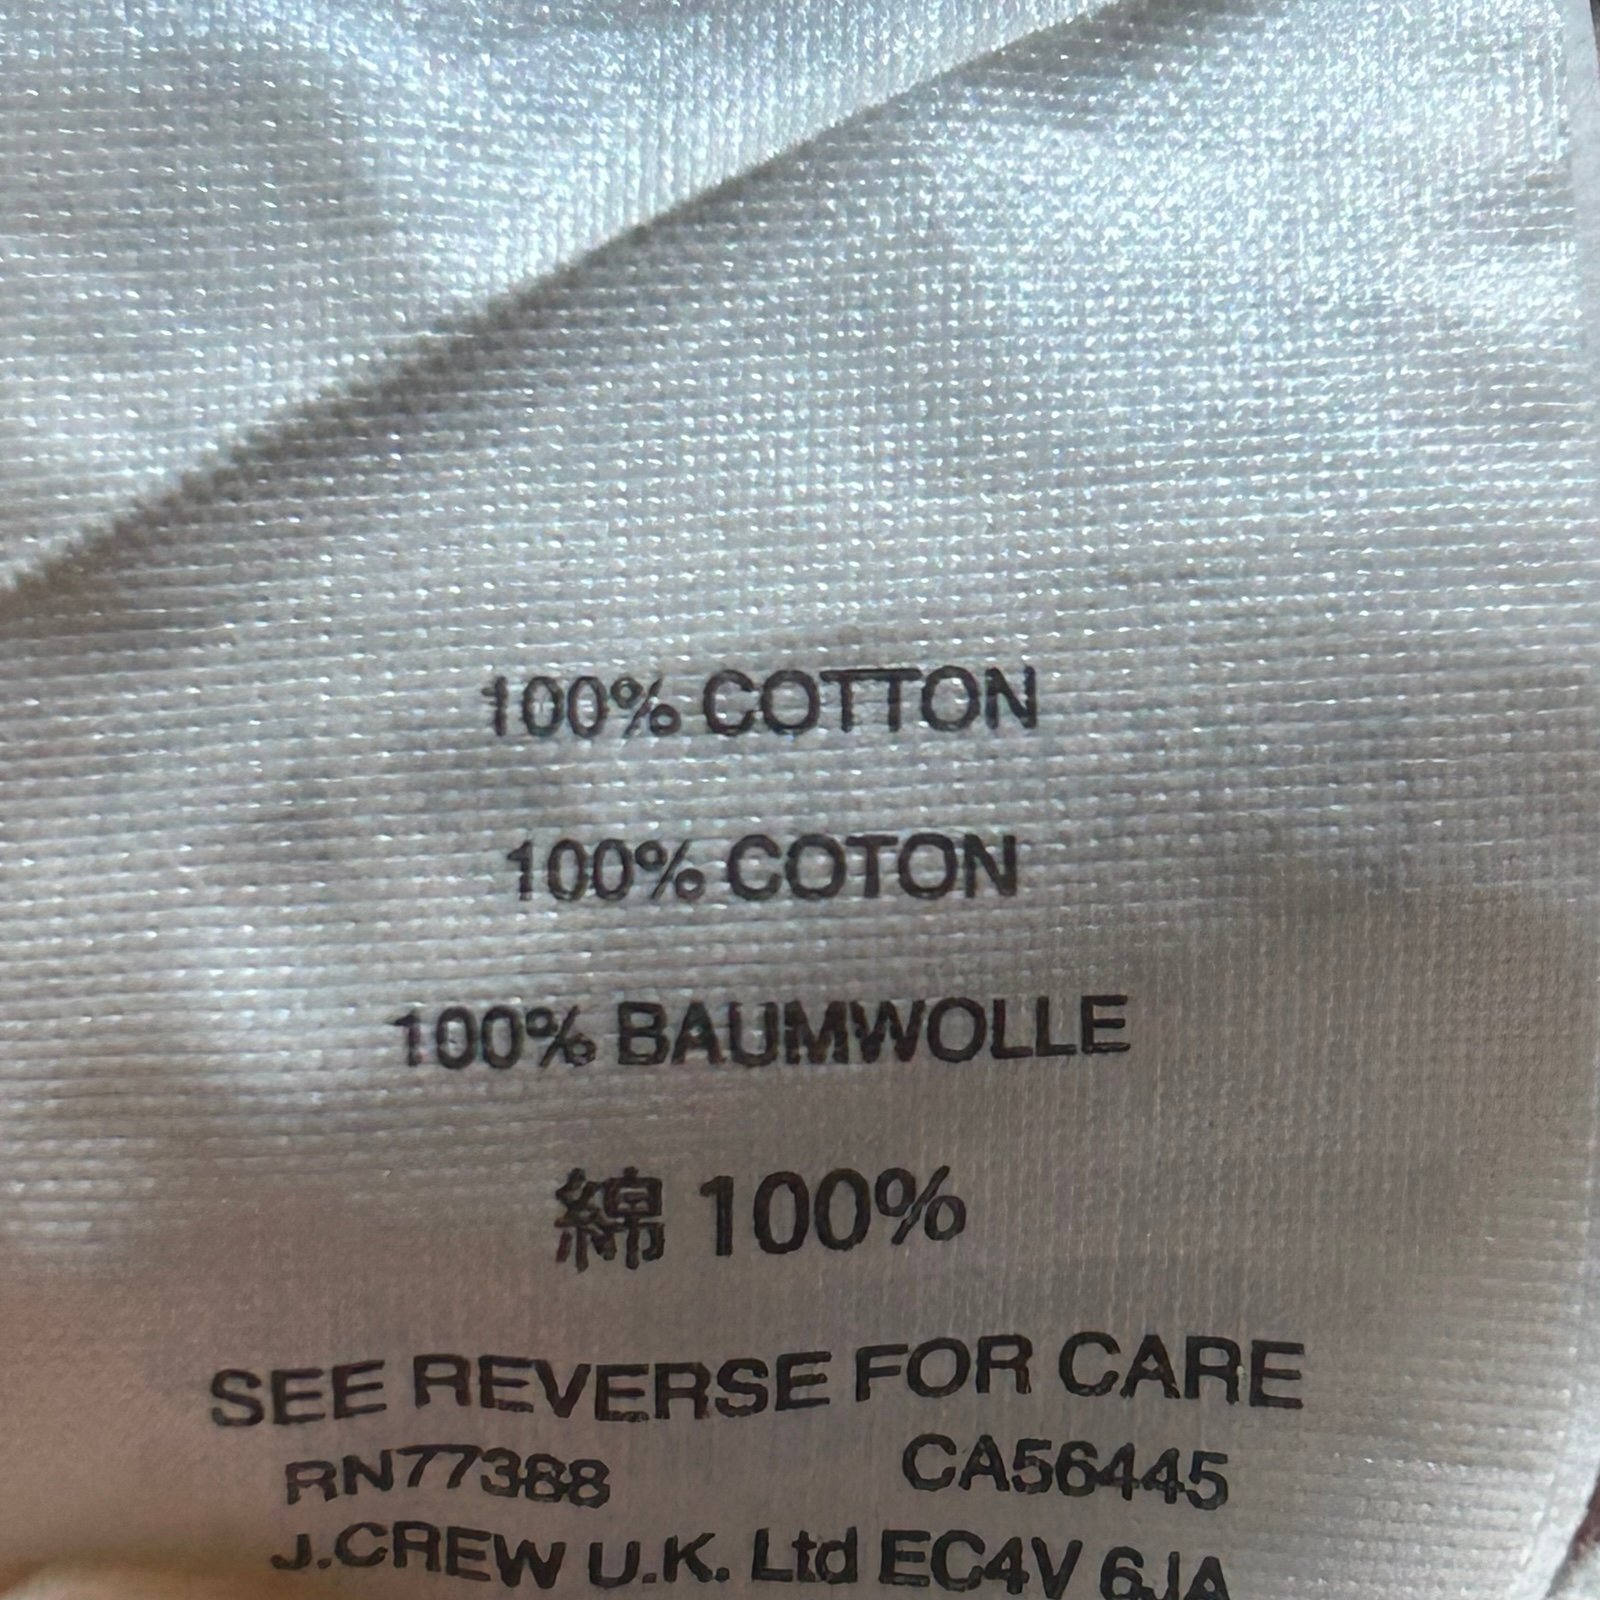 100% COTTON
100% COTON
100% BAUMWOLLE
綿 100%
SEE REVERSE FOR CARE
RN77388 CA56445
J.CREW U.K. Ltd EC4V 6JA